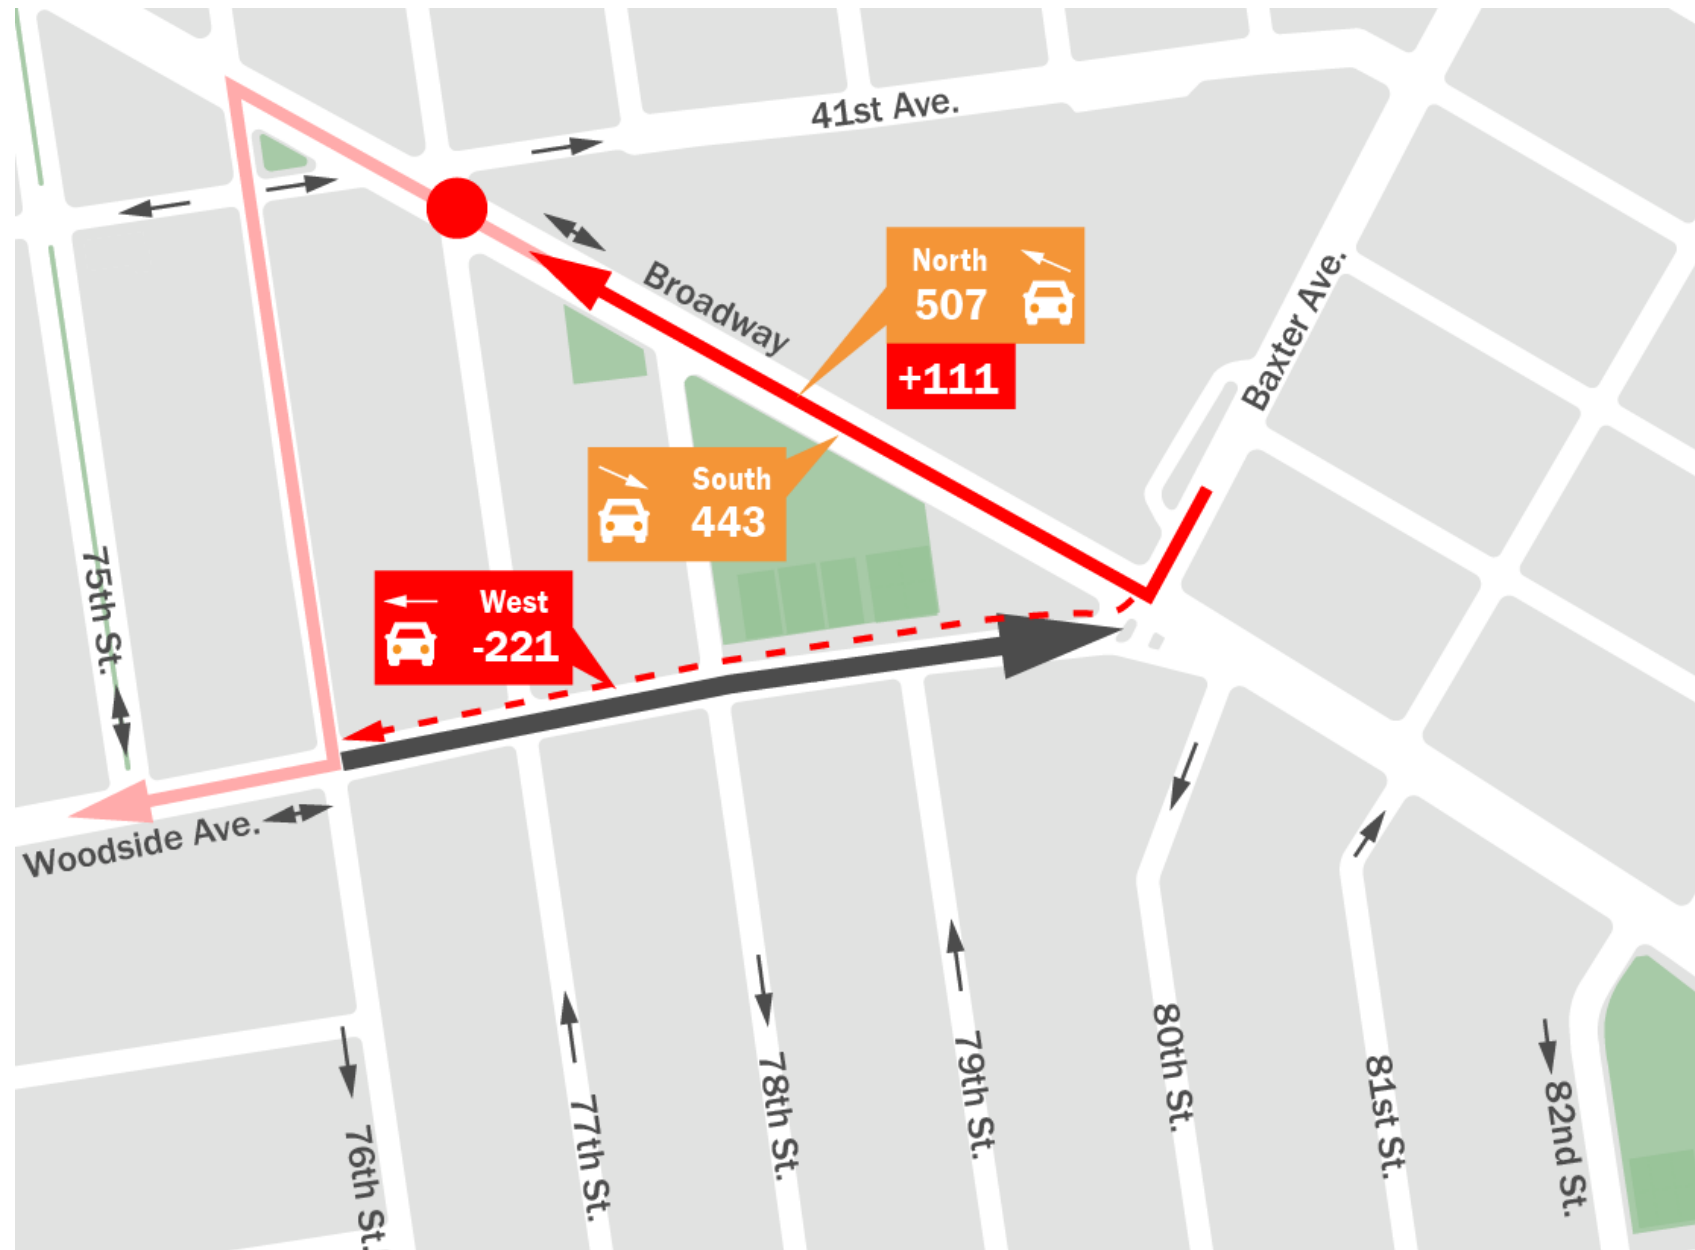 41st Ave.
North
507
+111
Broadway
Baxter Ave.
South
443
West
-221
75th St.
Woodside Ave.
76th St.
77th St.
78th St.
79th St.
80th St.
81st St.
82nd St.